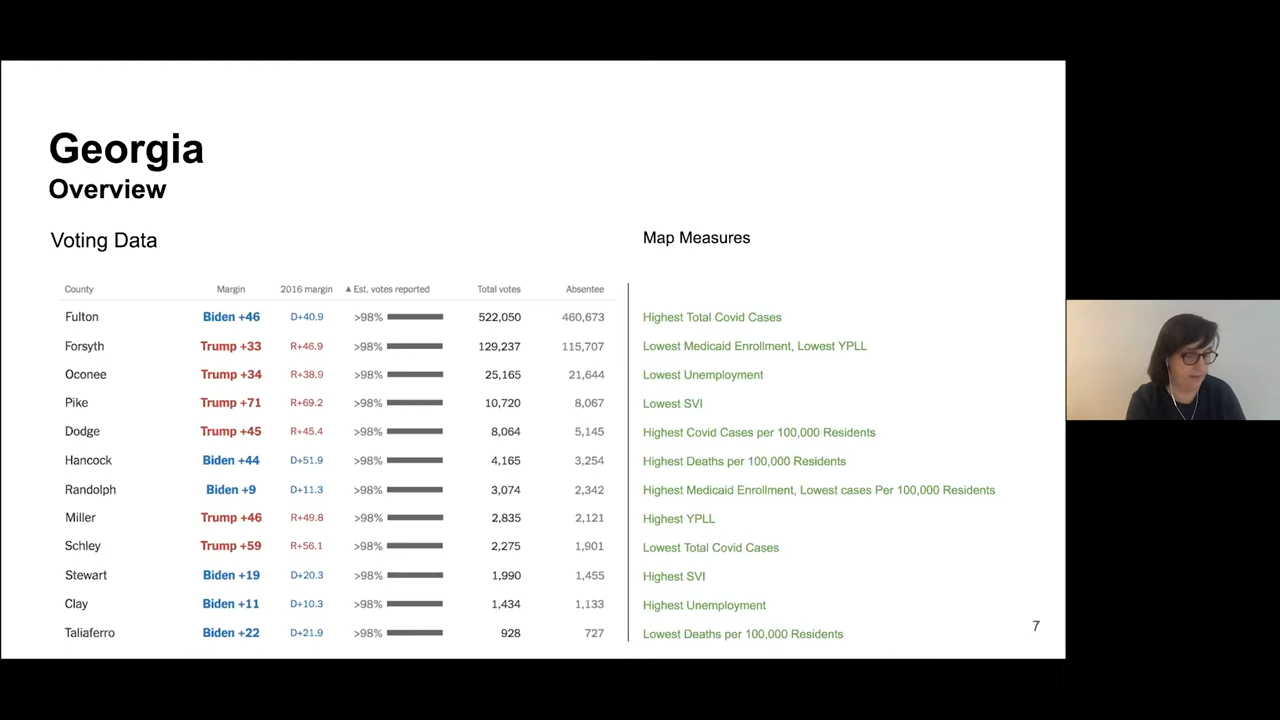 Georgia
Overview
Voting Data
Map Measures
County Margin 2016 margin ▲ Est. votes reported Total votes Absentee
Fulton Biden +46 D+40.9 >98% 522,050 460,673 Highest Total Covid Cases
Forsyth Trump +33 R+46.9 >98% 129,237 115,707 Lowest Medicaid Enrollment, Lowest YPLL
Oconee Trump +34 R+38.9 >98% 25,165 21,644 Lowest Unemployment
Pike Trump +71 R+69.2 >98% 10,720 8,067 Lowest SVI
Dodge Trump +45 R+45.4 >98% 8,064 5,145 Highest Covid Cases per 100,000 Residents
Hancock Biden +44 D+51.9 >98% 4,165 3,254 Highest Deaths per 100,000 Residents
Randolph Biden +9 D+11.3 >98% 3,074 2,342 Highest Medicaid Enrollment, Lowest cases Per 100,000 Residents
Miller Trump +46 R+49.8 >98% 2,835 2,121 Highest YPLL
Schley Trump +59 R+56.1 >98% 2,275 1,901 Lowest Total Covid Cases
Stewart Biden +19 D+20.3 >98% 1,990 1,455 Highest SVI
Clay Biden +11 D+10.3 >98% 1,434 1,133 Highest Unemployment
Taliaferro Biden +22 D+21.9 >98% 928 727 Lowest Deaths per 100,000 Residents
7